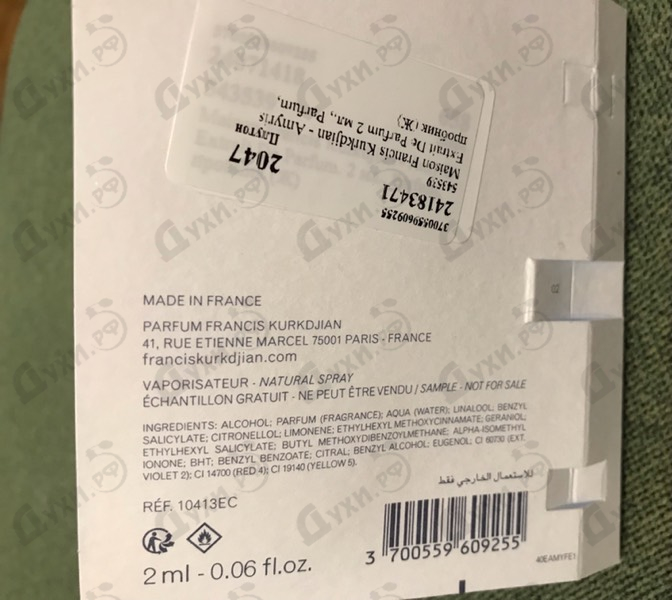 3700559609255
24183471
543539
Maison Francis Kurkdjian - Amyris
Extrait De Parfum 2 мл., Parfum,
пробник (Ж)
2047
Плутон
MADE IN FRANCE
PARFUM FRANCIS KURKDJIAN
41, RUE ETIENNE MARCEL 75001 PARIS - FRANCE
franciskurkdjian.com
VAPORISATEUR - NATURAL SPRAY
ÉCHANTILLON GRATUIT - NE PEUT ÊTRE VENDU / SAMPLE - NOT FOR SALE
INGREDIENTS: ALCOHOL; PARFUM (FRAGRANCE); AQUA (WATER); LINALOOL; BENZYL
SALICYLATE; CITRONELLOL; LIMONENE; ETHYLHEXYL METHOXYCINNAMATE; GERANIOL;
ETHYLHEXYL SALICYLATE; BUTYL METHOXYDIBENZOYLMETHANE; ALPHA-ISOMETHYL
IONONE; BHT; BENZYL BENZOATE; CITRAL; BENZYL ALCOHOL; EUGENOL; CI 60730 (EXT.
VIOLET 2); CI 14700 (RED 4); CI 19140 (YELLOW 5).
للاستعمال الخارجي فقط
RÉF. 10413EC
3 700559 609255
40EAMYFE1
2 ml - 0.06 fl.oz.
Духи.рф